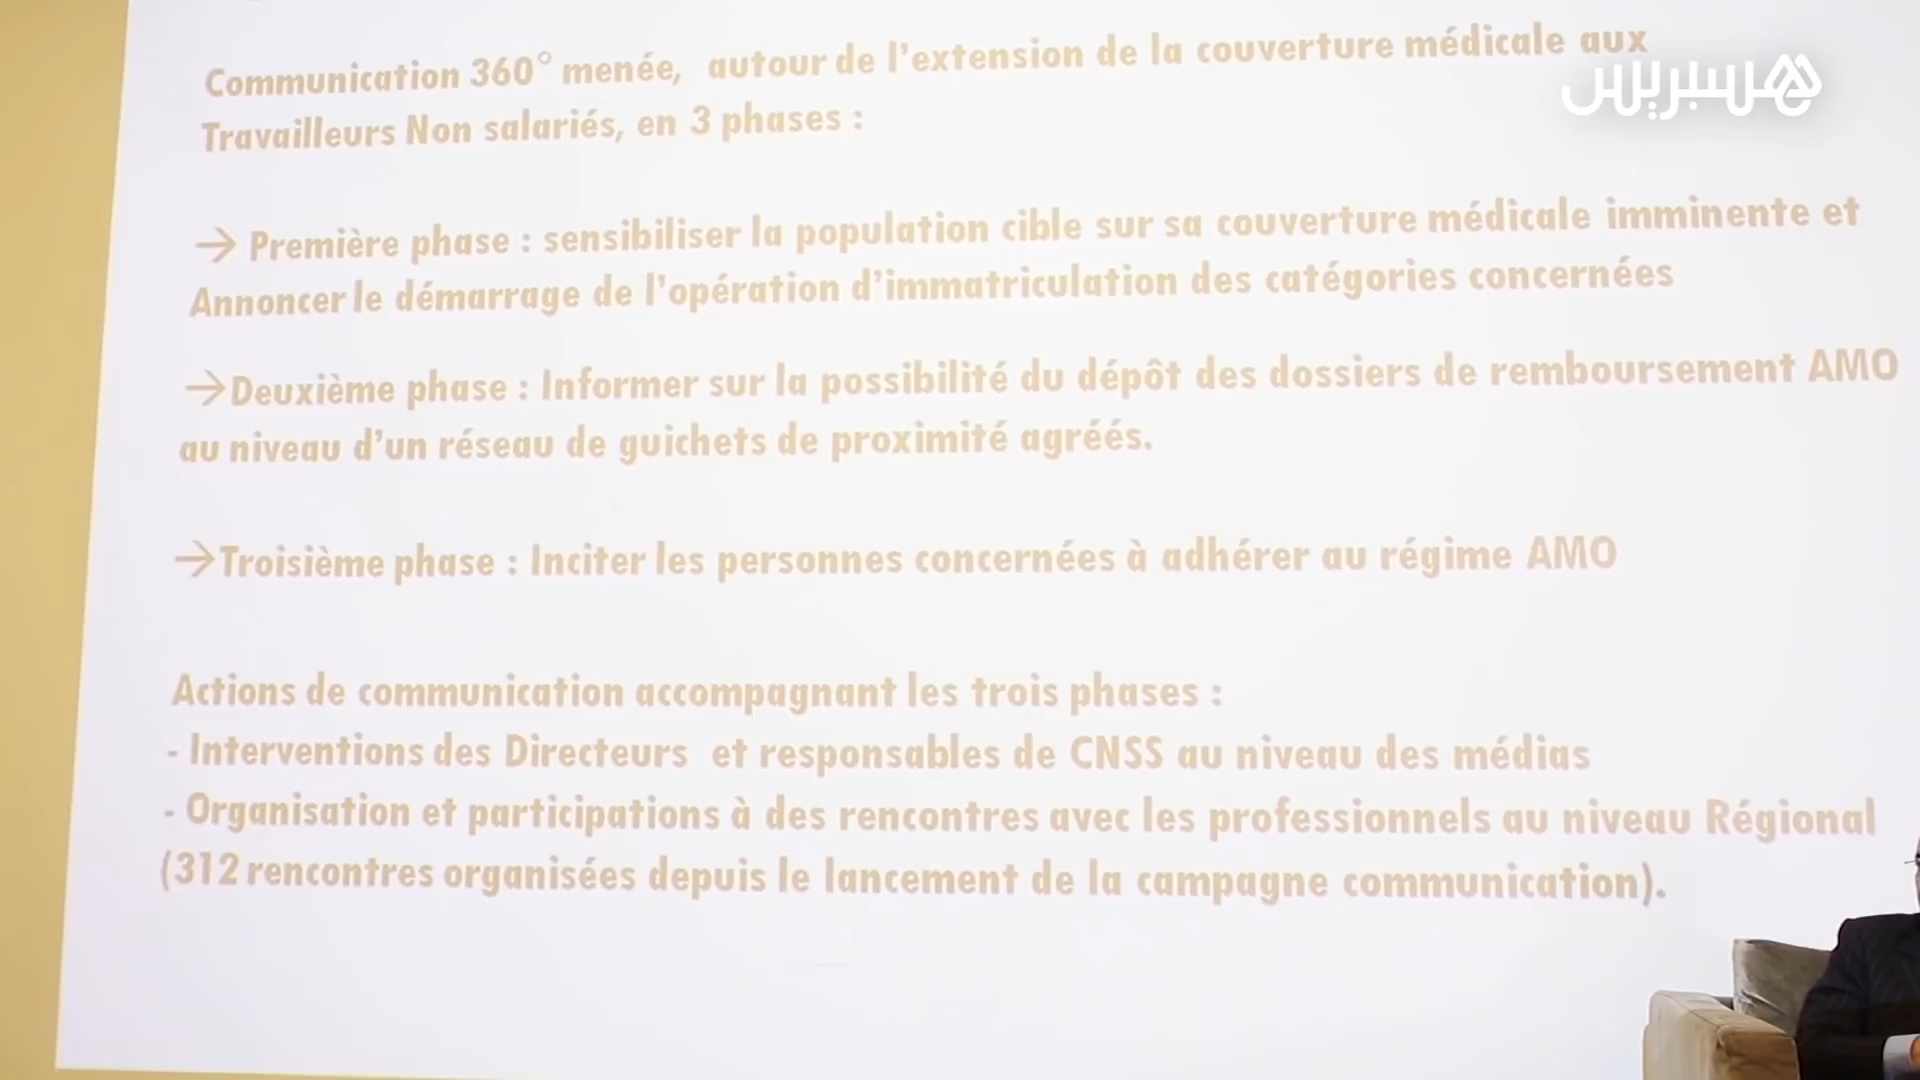 Communication 360° menée, autour de l'extension de la couverture médicale aux
هسبريس
Travailleurs Non salariés, en 3 phases :
→ Première phase : sensibiliser la population cible sur sa couverture médicale imminente et
Annoncer le démarrage de l'opération d'immatriculation des catégories concernées
→Deuxième phase : Informer sur la possibilité du dépôt des dossiers de remboursement AMO
au niveau d'un réseau de guichets de proximité agréés.
→Troisième phase : Inciter les personnes concernées à adhérer au régime AMO
Actions de communication accompagnant les trois phases :
- Interventions des Directeurs et responsables de CNSS au niveau des médias
- Organisation et participations à des rencontres avec les professionnels au niveau Régional
(312 rencontres organisées depuis le lancement de la campagne communication).